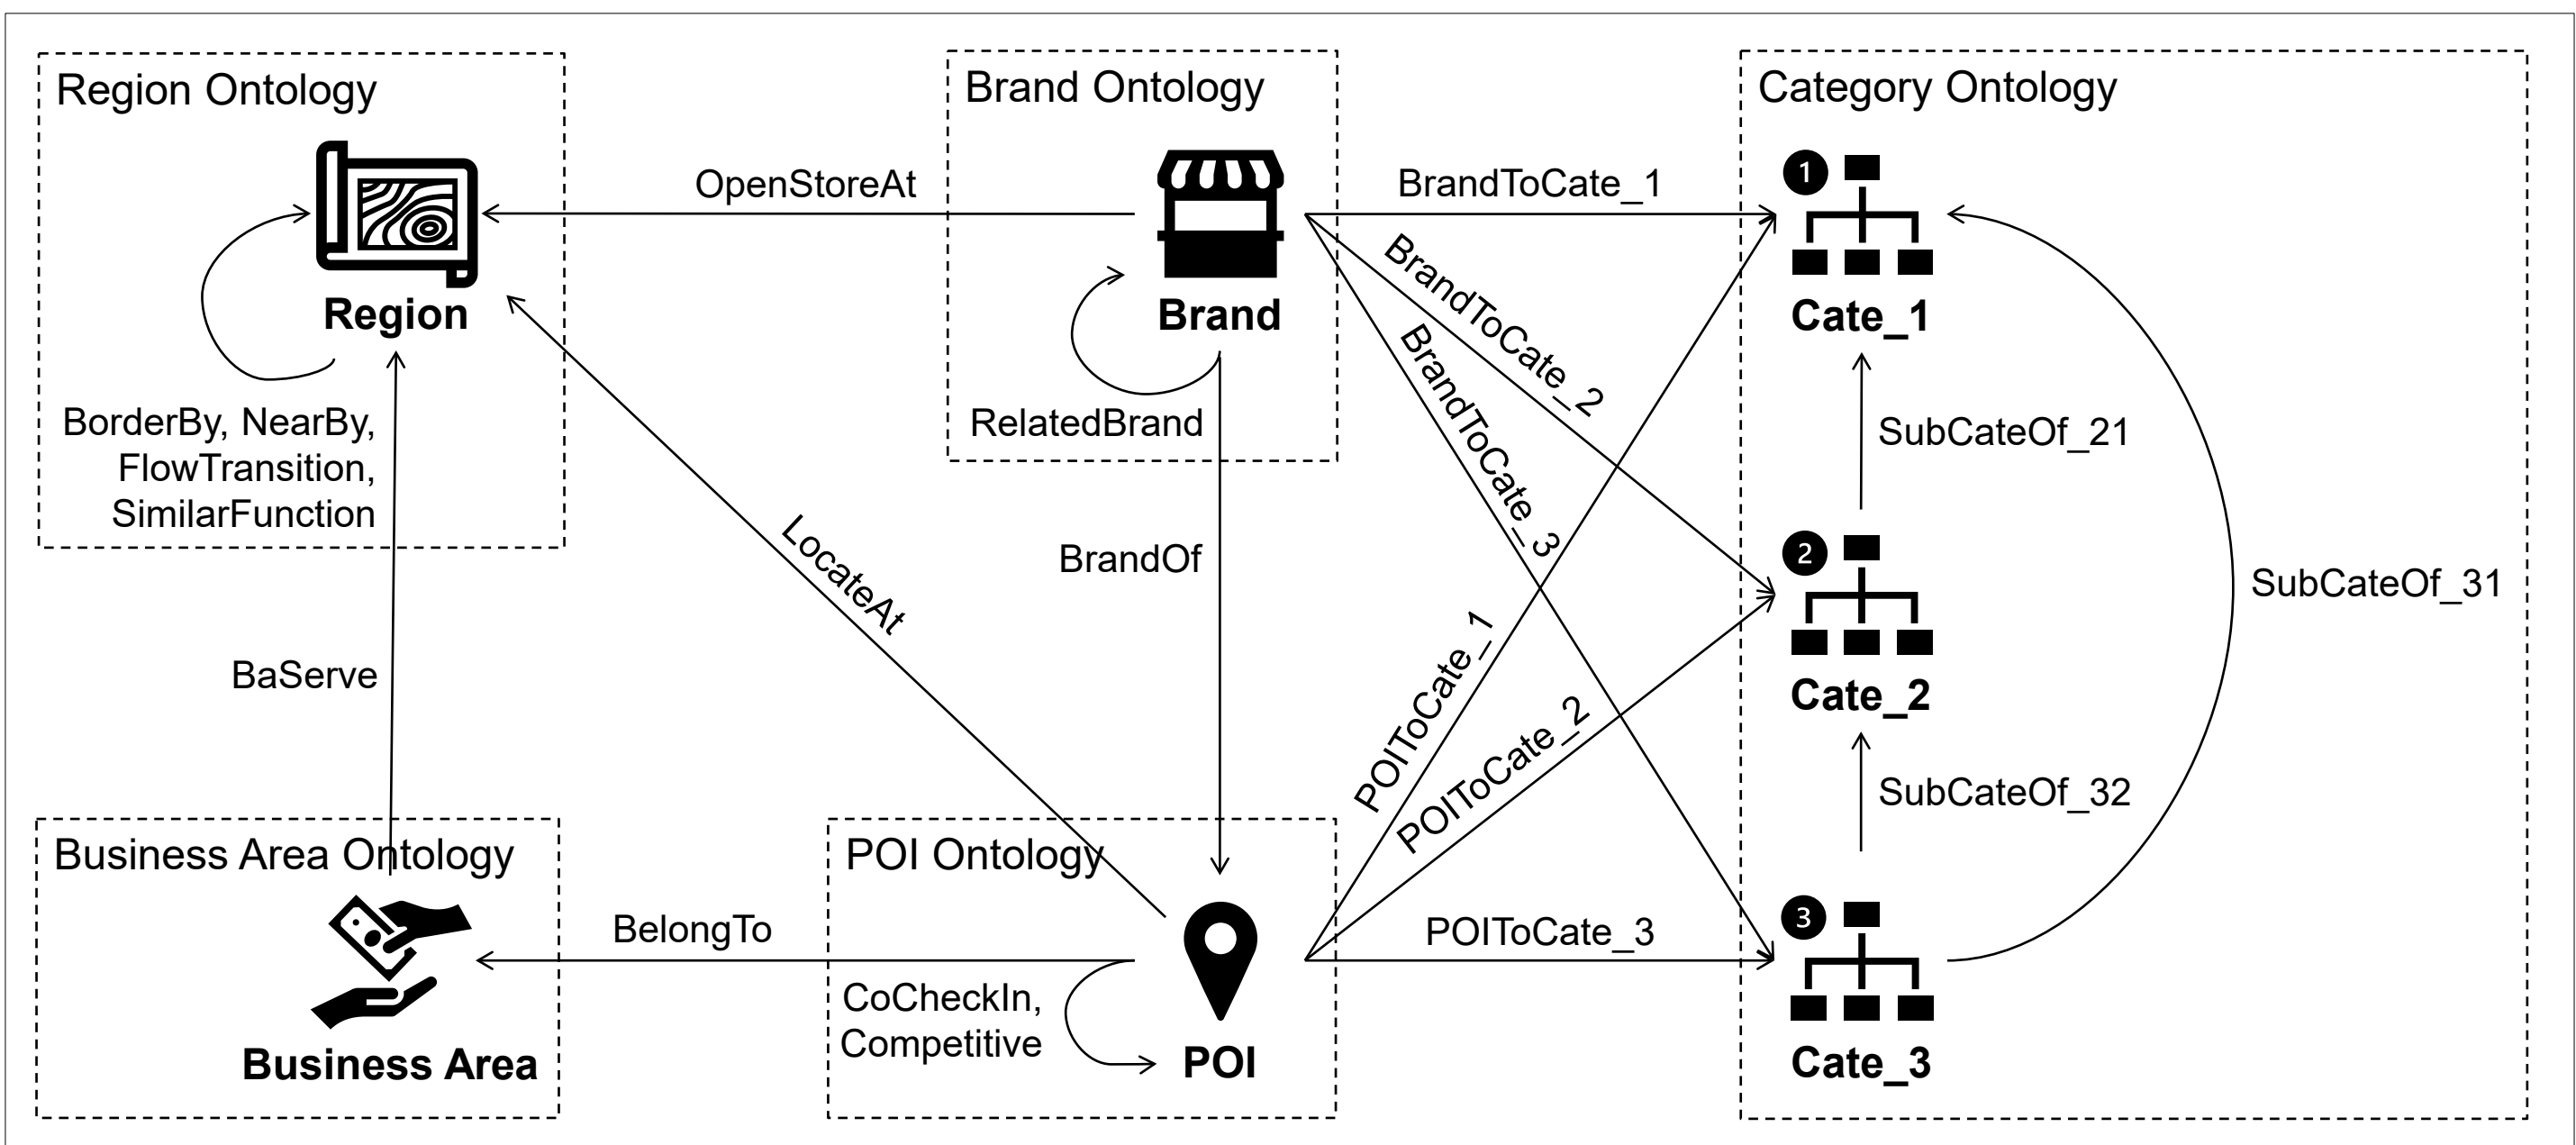 Region Ontology
Region
BorderBy, NearBy,
FlowTransition,
SimilarFunction
OpenStoreAt
Brand Ontology
Brand
RelatedBrand
BrandOf
BrandToCate_1
BrandToCate_2
BrandToCate_3
Category Ontology
1
Cate_1
SubCateOf_21
2
Cate_2
SubCateOf_31
SubCateOf_32
3
Cate_3
LocateAt
BaServe
Business Area Ontology
Business Area
BelongTo
POI Ontology
CoCheckIn,
Competitive
POI
POIToCate_1
POIToCate_2
POIToCate_3